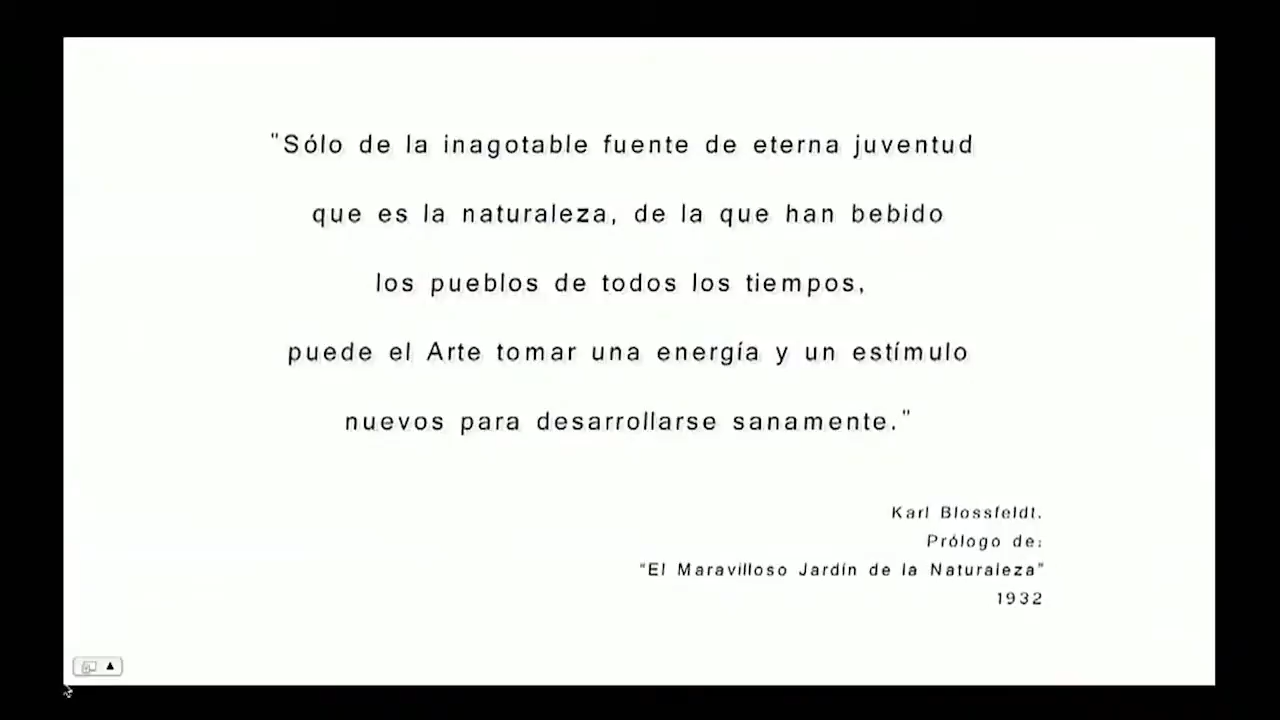 "Sólo de la inagotable fuente de eterna juventud
que es la naturaleza, de la que han bebido
los pueblos de todos los tiempos,
puede el Arte tomar una energía y un estímulo
nuevos para desarrollarse sanamente."
Karl Blossfeldt.
Prólogo de:
"El Maravilloso Jardín de la Naturaleza"
1932